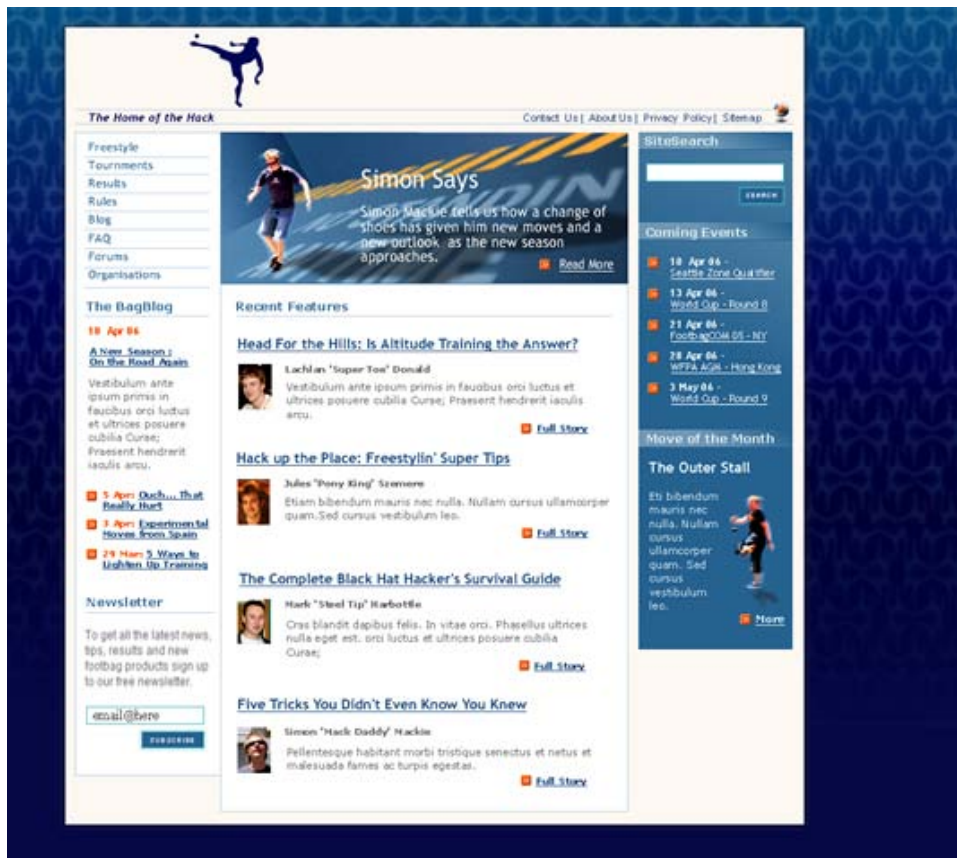 The Home of the Hack
Contact Us | About Us | Privacy Policy | Sitemap
Freestyle
Tournments
Results
Rules
Blog
FAQ
Forums
Organisations
The BagBlog
10 Apr 06
A New Season :
On the Road Again
Vestibulum ante
ipsum primis in
faucibus orci luctus
et ultrices posuere
cubilia Curae;
Praesent hendrerit
iaculis arcu.
5 Apr: Ouch... That
Really Hurt
3 Apr: Experimental
Moves from Spain
29 Mar: 5 Ways to
Lighten Up Training
Newsletter
To get all the latest news,
tips, results and new
footbag products sign up
to our free newsletter.
email@here
SUBSCRIBE
Simon Says
Simon Mackie tells us how a change of
shoes has given him new moves and a
new outlook as the new season
approaches.
Read More
Recent Features
Head For the Hills: Is Altitude Training the Answer?
Lachlan 'Super Toe' Donald
Vestibulum ante ipsum primis in faucibus orci luctus et
ultrices posuere cubilia Curae; Praesent hendrerit iaculis
arcu.
Full Story
Hack up the Place: Freestylin' Super Tips
Jules 'Pony King' Szemere
Etiam bibendum mauris nec nulla. Nullam cursus ullamcorper
quam.Sed cursus vestibulum leo.
Full Story
The Complete Black Hat Hacker's Survival Guide
Mark 'Steel Tip' Harbottle
Cras blandit dapibus felis. In vitae orci. Phasellus ultrices
nulla eget est. orci luctus et ultrices posuere cubilia
Curae;
Full Story
Five Tricks You Didn't Even Know You Knew
Simon 'Mack Daddy' Mackie
Pellentesque habitant morbi tristique senectus et netus et
malesuada fames ac turpis egestas.
Full Story
SiteSearch
SEARCH
Coming Events
10 Apr 06 -
Seattle Zone Qualifier
13 Apr 06 -
World Cup - Round 8
21 Apr 06 -
FootbagCOM 05 - NY
28 Apr 06 -
WFPA AGM - Hong Kong
3 May 06 -
World Cup - Round 9
Move of the Month
The Outer Stall
Eti bibendum
mauris nec
nulla. Nullam
cursus
ullamcorper
quam. Sed
cursus
vestibulum
leo.
More